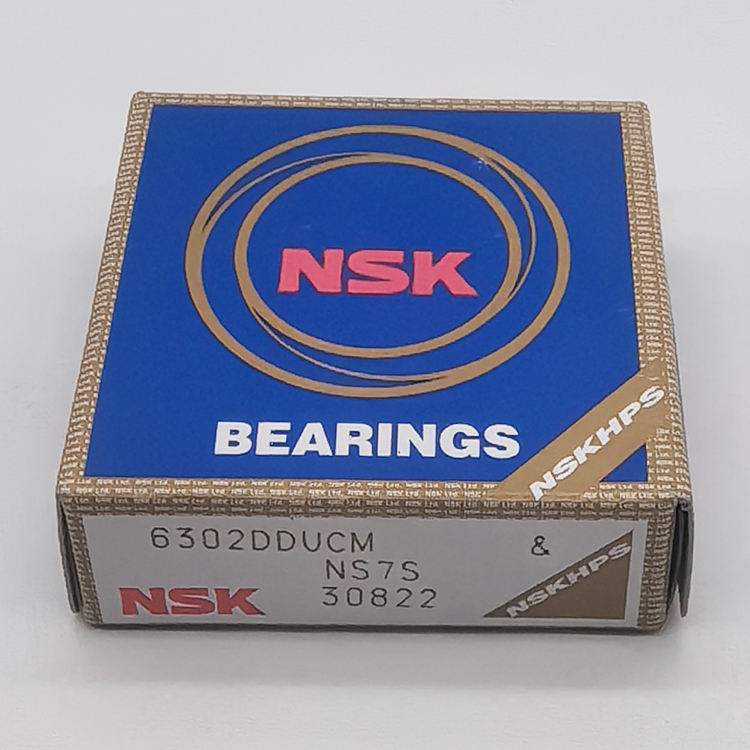 NSK
BEARINGS
NSKHPS
6302DDUCM &
NS7S
NSK 30822
NSKHPS